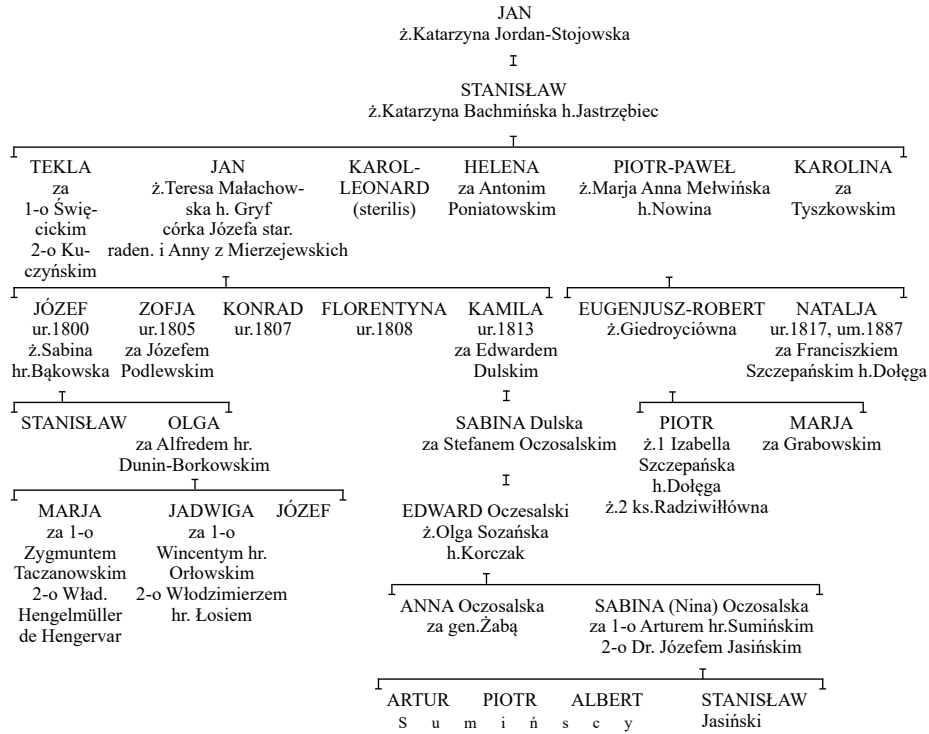 JAN
ż.Katarzyna Jordan-Stojowska
STANISŁAW
ż.Katarzyna Bachmińska h.Jastrzębiec
TEKLA
za
1-o Świę-
cickim
2-o Ku-
czyńskim
JAN
ż.Teresa Małachow-
ska h. Gryf
córka Józefa star.
raden. i Anny z Mierzejewskich
KAROL-
LEONARD
(sterilis)
HELENA
za Antonim
Poniatowskim
PIOTR-PAWEŁ
ż.Marja Anna Mełwińska
h.Nowina
KAROLINA
za
Tyszkowskim
JÓZEF
ur.1800
ż.Sabina
hr.Bąkowska
ZOFJA
ur.1805
za Józefem
Podlewskim
KONRAD
ur.1807
FLORENTYNA
ur.1808
KAMILA
ur.1813
za Edwardem
Dulskim
EUGENJUSZ-ROBERT
ż.Giedroyciówna
NATALJA
ur.1817, um.1887
za Franciszkiem
Szczepańskim h.Dołęga
STANISŁAW
OLGA
za Alfredem hr.
Dunin-Borkowskim
SABINA Dulska
za Stefanem Oczosalskim
PIOTR
ż.1 Izabella
Szczepańska
h.Dołęga
ż.2 ks.Radziwiłłówna
MARJA
za Grabowskim
MARJA
za 1-o
Zygmuntem
Taczanowskim
2-o Wład.
Hengelmüller
de Hengervar
JADWIGA
za 1-o
Wincentym hr.
Orłowskim
2-o Włodzimierzem
hr. Łosiem
JÓZEF
EDWARD Oczesalski
ż.Olga Sozańska
h.Korczak
ANNA Oczosalska
za gen.Żabą
SABINA (Nina) Oczosalska
za 1-o Arturem hr.Sumińskim
2-o Dr. Józefem Jasińskim
ARTUR PIOTR ALBERT
S u m i ń s c y
STANISŁAW
Jasiński